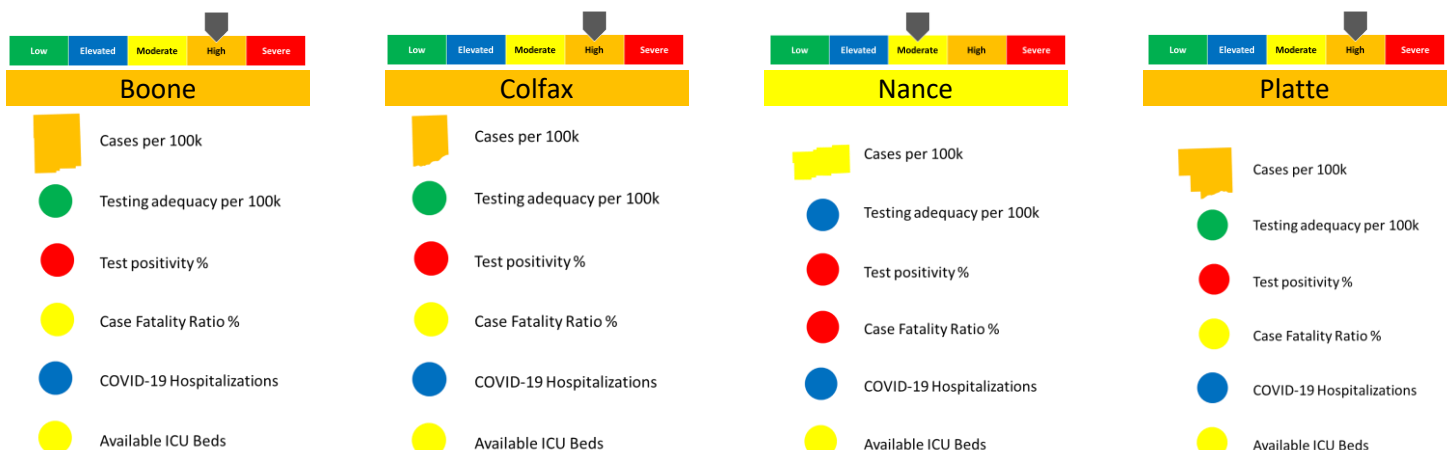 Low Elevated Moderate High Severe
Boone
Cases per 100k
Testing adequacy per 100k
Test positivity %
Case Fatality Ratio %
COVID-19 Hospitalizations
Available ICU Beds
Low Elevated Moderate High Severe
Colfax
Cases per 100k
Testing adequacy per 100k
Test positivity %
Case Fatality Ratio %
COVID-19 Hospitalizations
Available ICU Beds
Low Elevated Moderate High Severe
Nance
Cases per 100k
Testing adequacy per 100k
Test positivity %
Case Fatality Ratio %
COVID-19 Hospitalizations
Available ICU Beds
Low Elevated Moderate High Severe
Platte
Cases per 100k
Testing adequacy per 100k
Test positivity %
Case Fatality Ratio %
COVID-19 Hospitalizations
Available ICU Beds